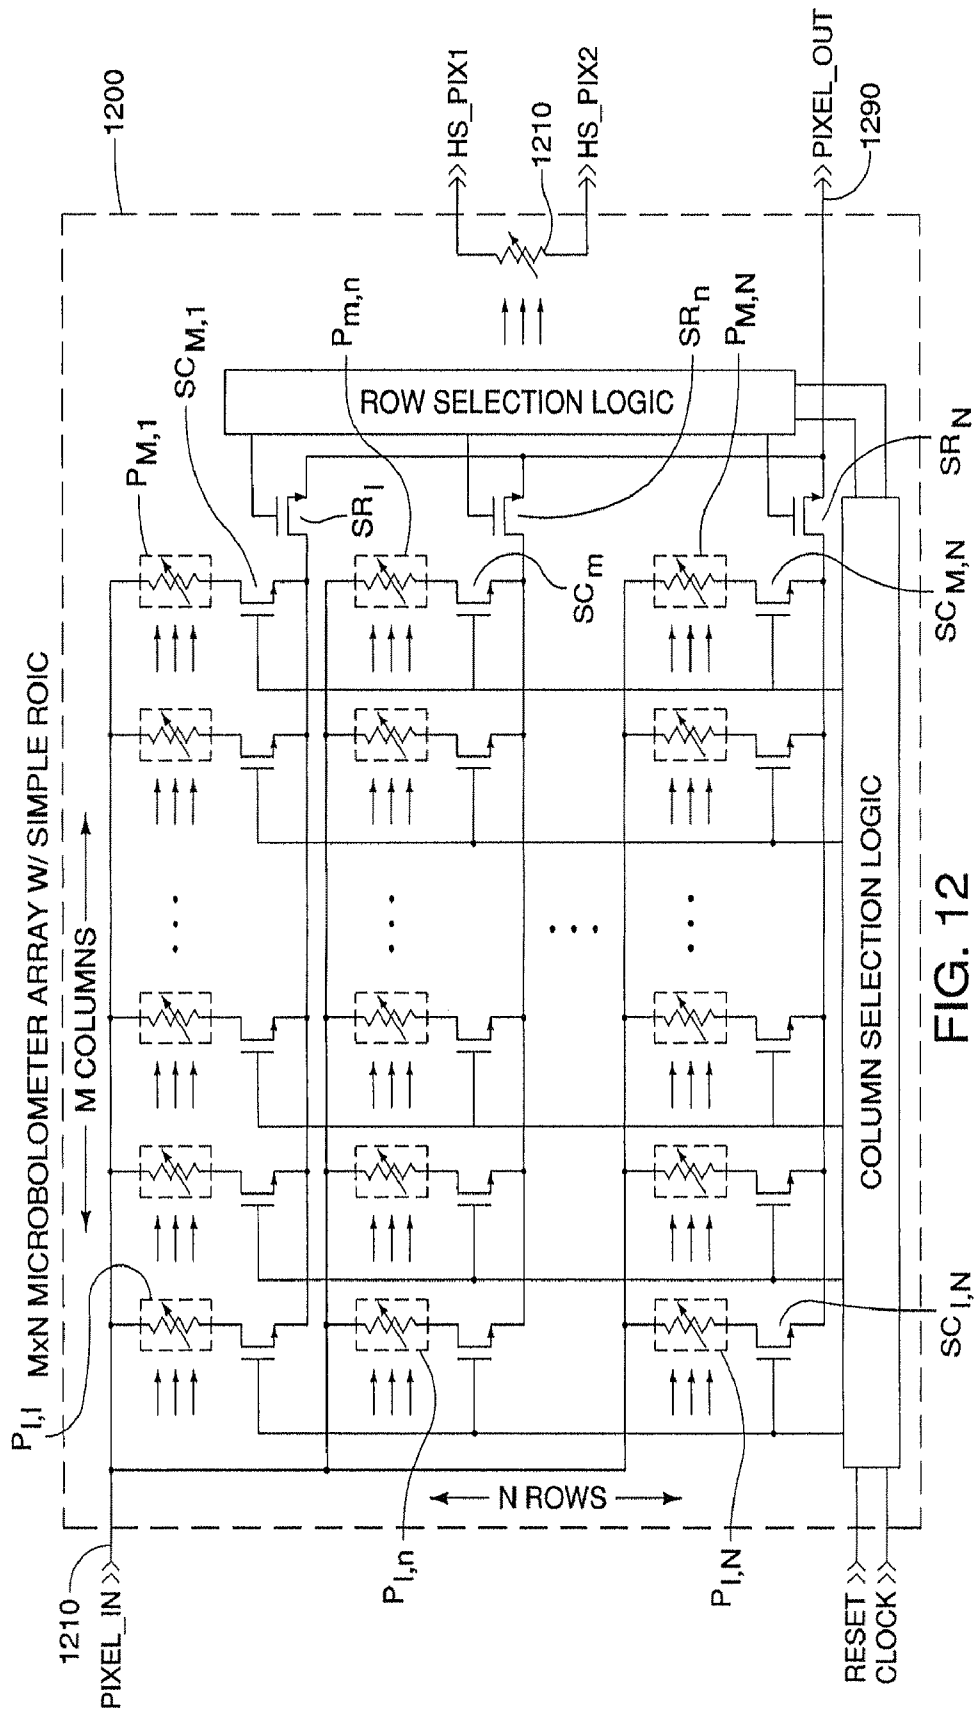 MxN MICROBOLOMETER ARRAY W/ SIMPLE ROIC
1200
M COLUMNS
P1,1
PM,1
SCM,1
1210
PIXEL_IN
SR1
Pm,n
ROW SELECTION LOGIC
HS_PIX1
1210
HS_PIX2
P1,n
N ROWS
SCm
SRn
PM,N
P1,N
PIXEL_OUT
1290
RESET
CLOCK
COLUMN SELECTION LOGIC
SC1,N
SCM,N
SRN
FIG. 12